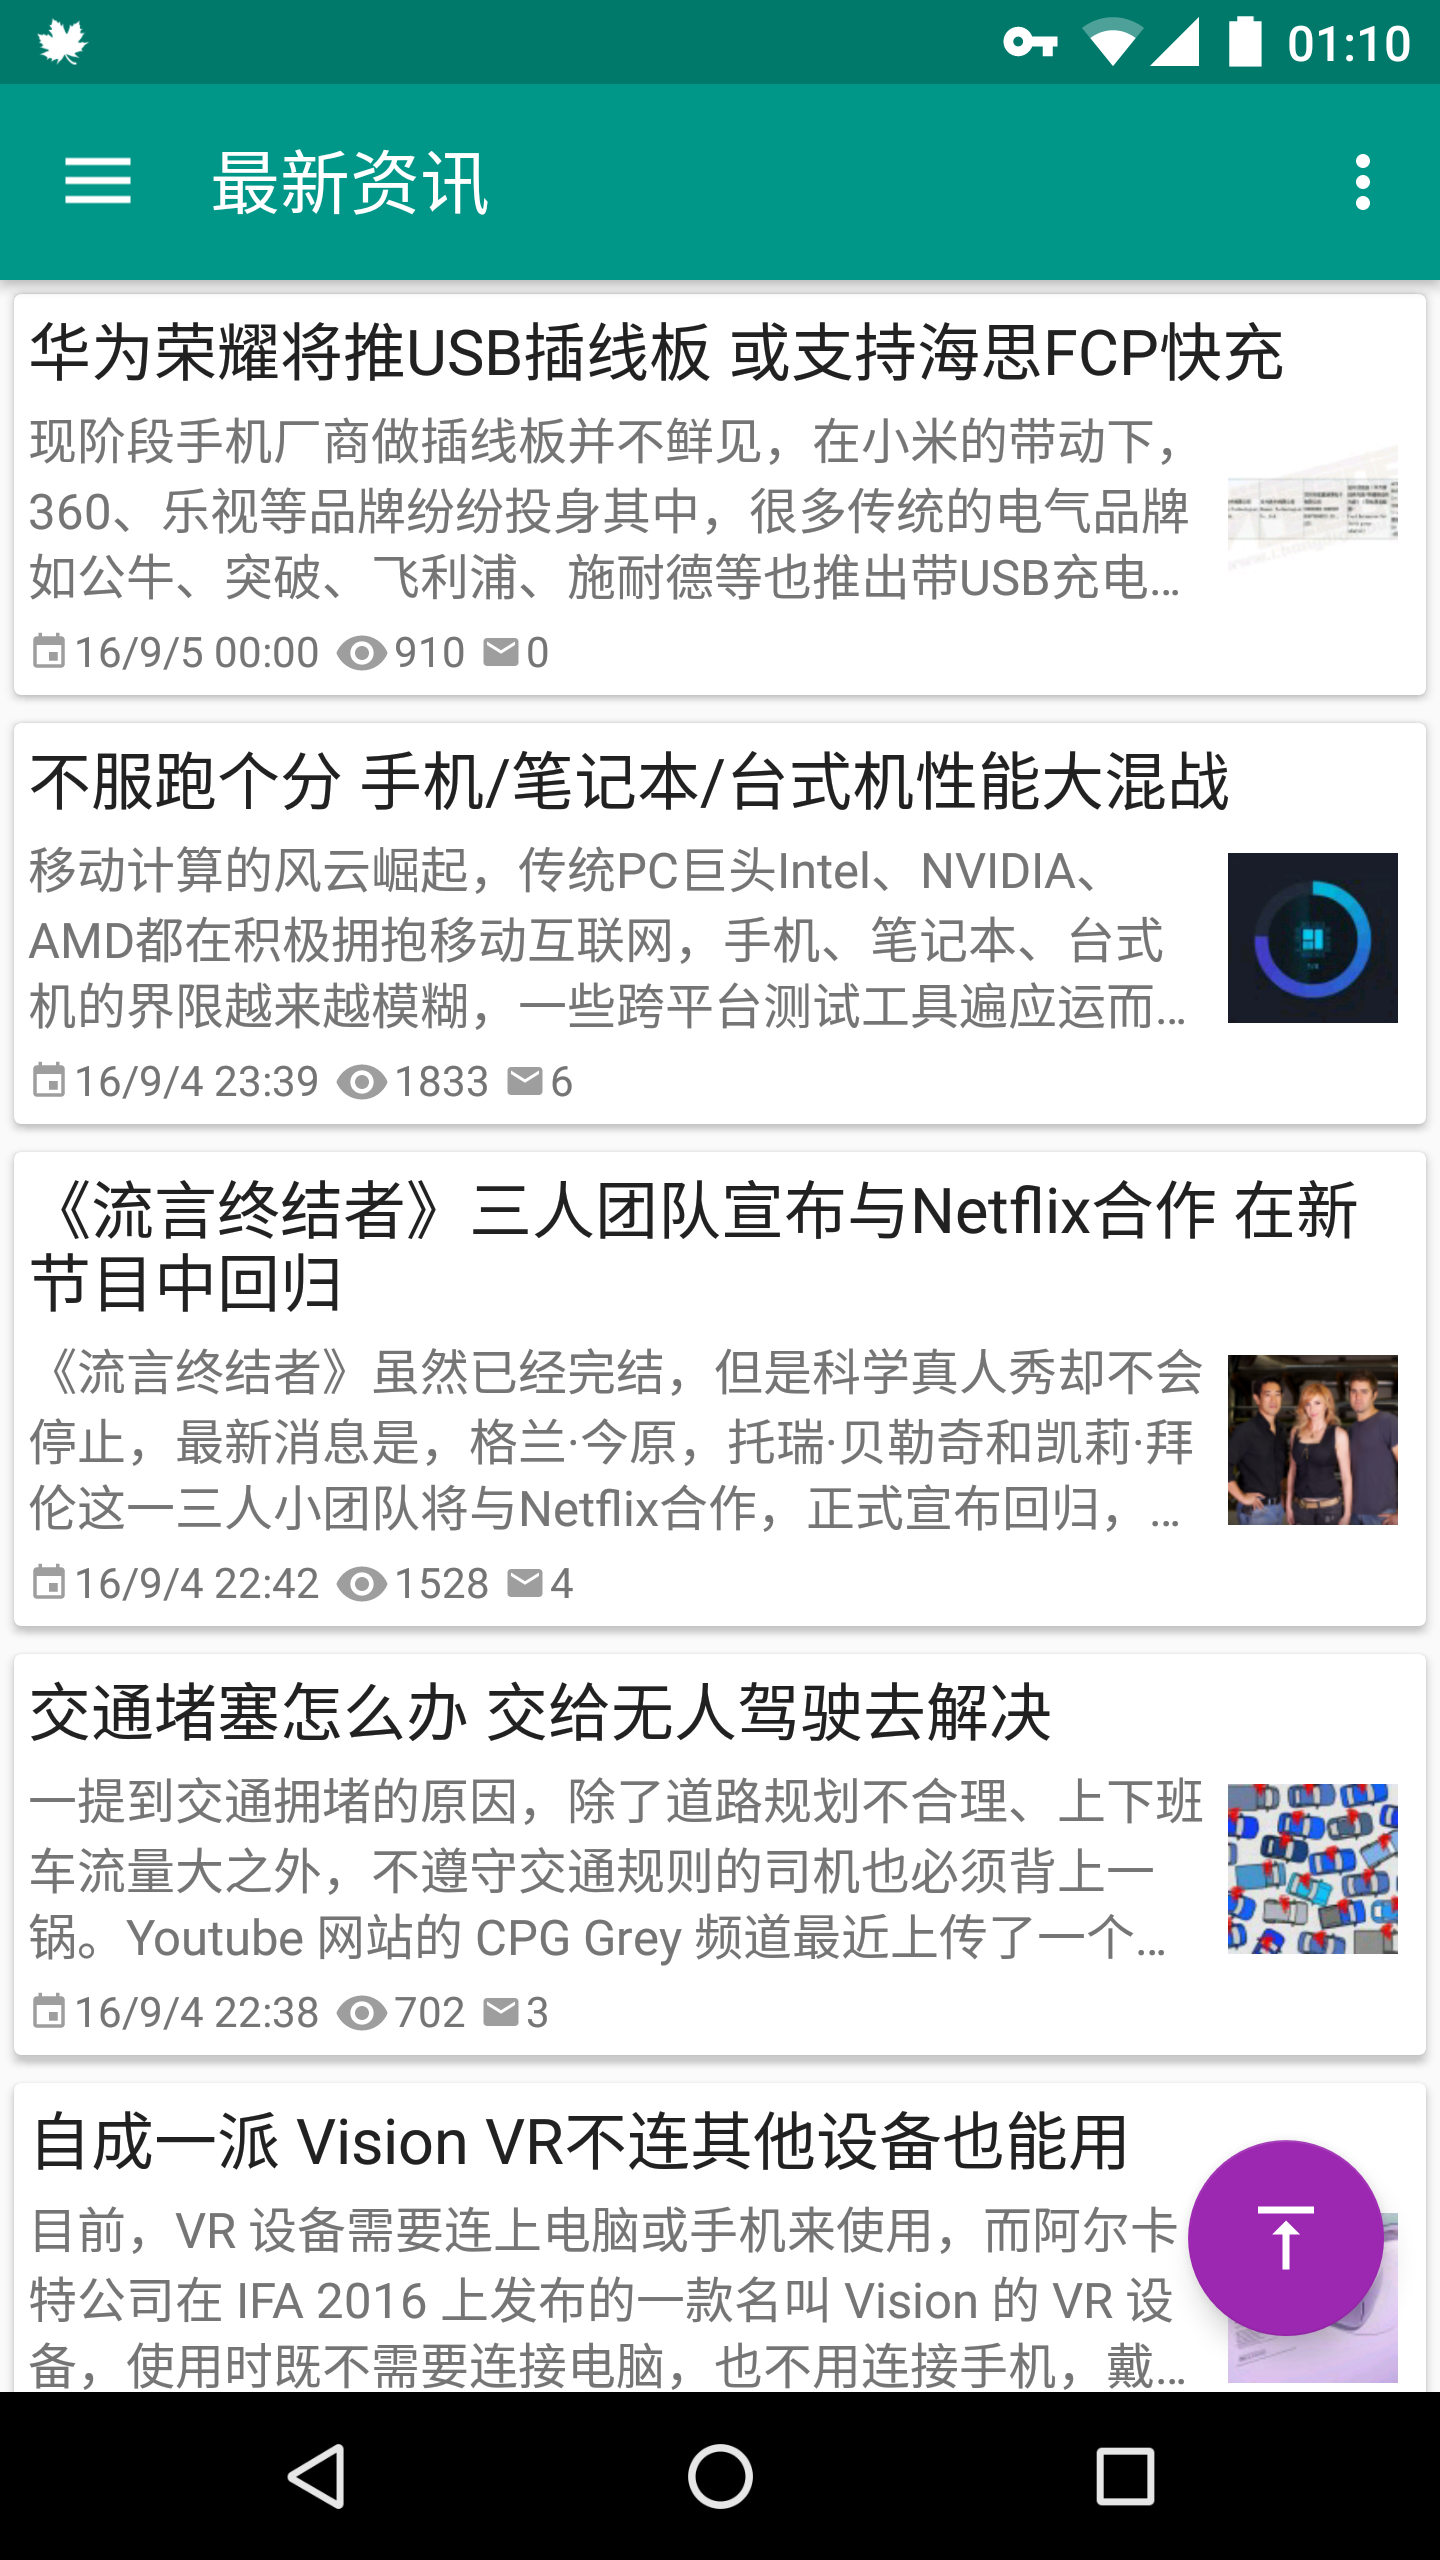 01:10
最新资讯
华为荣耀将推USB插线板 或支持海思FCP快充
现阶段手机厂商做插线板并不鲜见，在小米的带动下，
360、乐视等品牌纷纷投身其中，很多传统的电气品牌
如公牛、突破、飞利浦、施耐德等也推出带USB充电…
16/9/5 00:00 910 0
不服跑个分 手机/笔记本/台式机性能大混战
移动计算的风云崛起，传统PC巨头Intel、NVIDIA、
AMD都在积极拥抱移动互联网，手机、笔记本、台式
机的界限越来越模糊，一些跨平台测试工具遍应运而…
16/9/4 23:39 1833 6
《流言终结者》三人团队宣布与Netflix合作 在新
节目中回归
《流言终结者》虽然已经完结，但是科学真人秀却不会
停止，最新消息是，格兰·今原，托瑞·贝勒奇和凯莉·拜
伦这一三人小团队将与Netflix合作，正式宣布回归，…
16/9/4 22:42 1528 4
交通堵塞怎么办 交给无人驾驶去解决
一提到交通拥堵的原因，除了道路规划不合理、上下班
车流量大之外，不遵守交通规则的司机也必须背上一
锅。Youtube 网站的 CPG Grey 频道最近上传了一个…
16/9/4 22:38 702 3
自成一派 Vision VR不连其他设备也能用
目前，VR 设备需要连上电脑或手机来使用，而阿尔卡
特公司在 IFA 2016 上发布的一款名叫 Vision 的 VR 设
备，使用时既不需要连接电脑，也不用连接手机，戴…